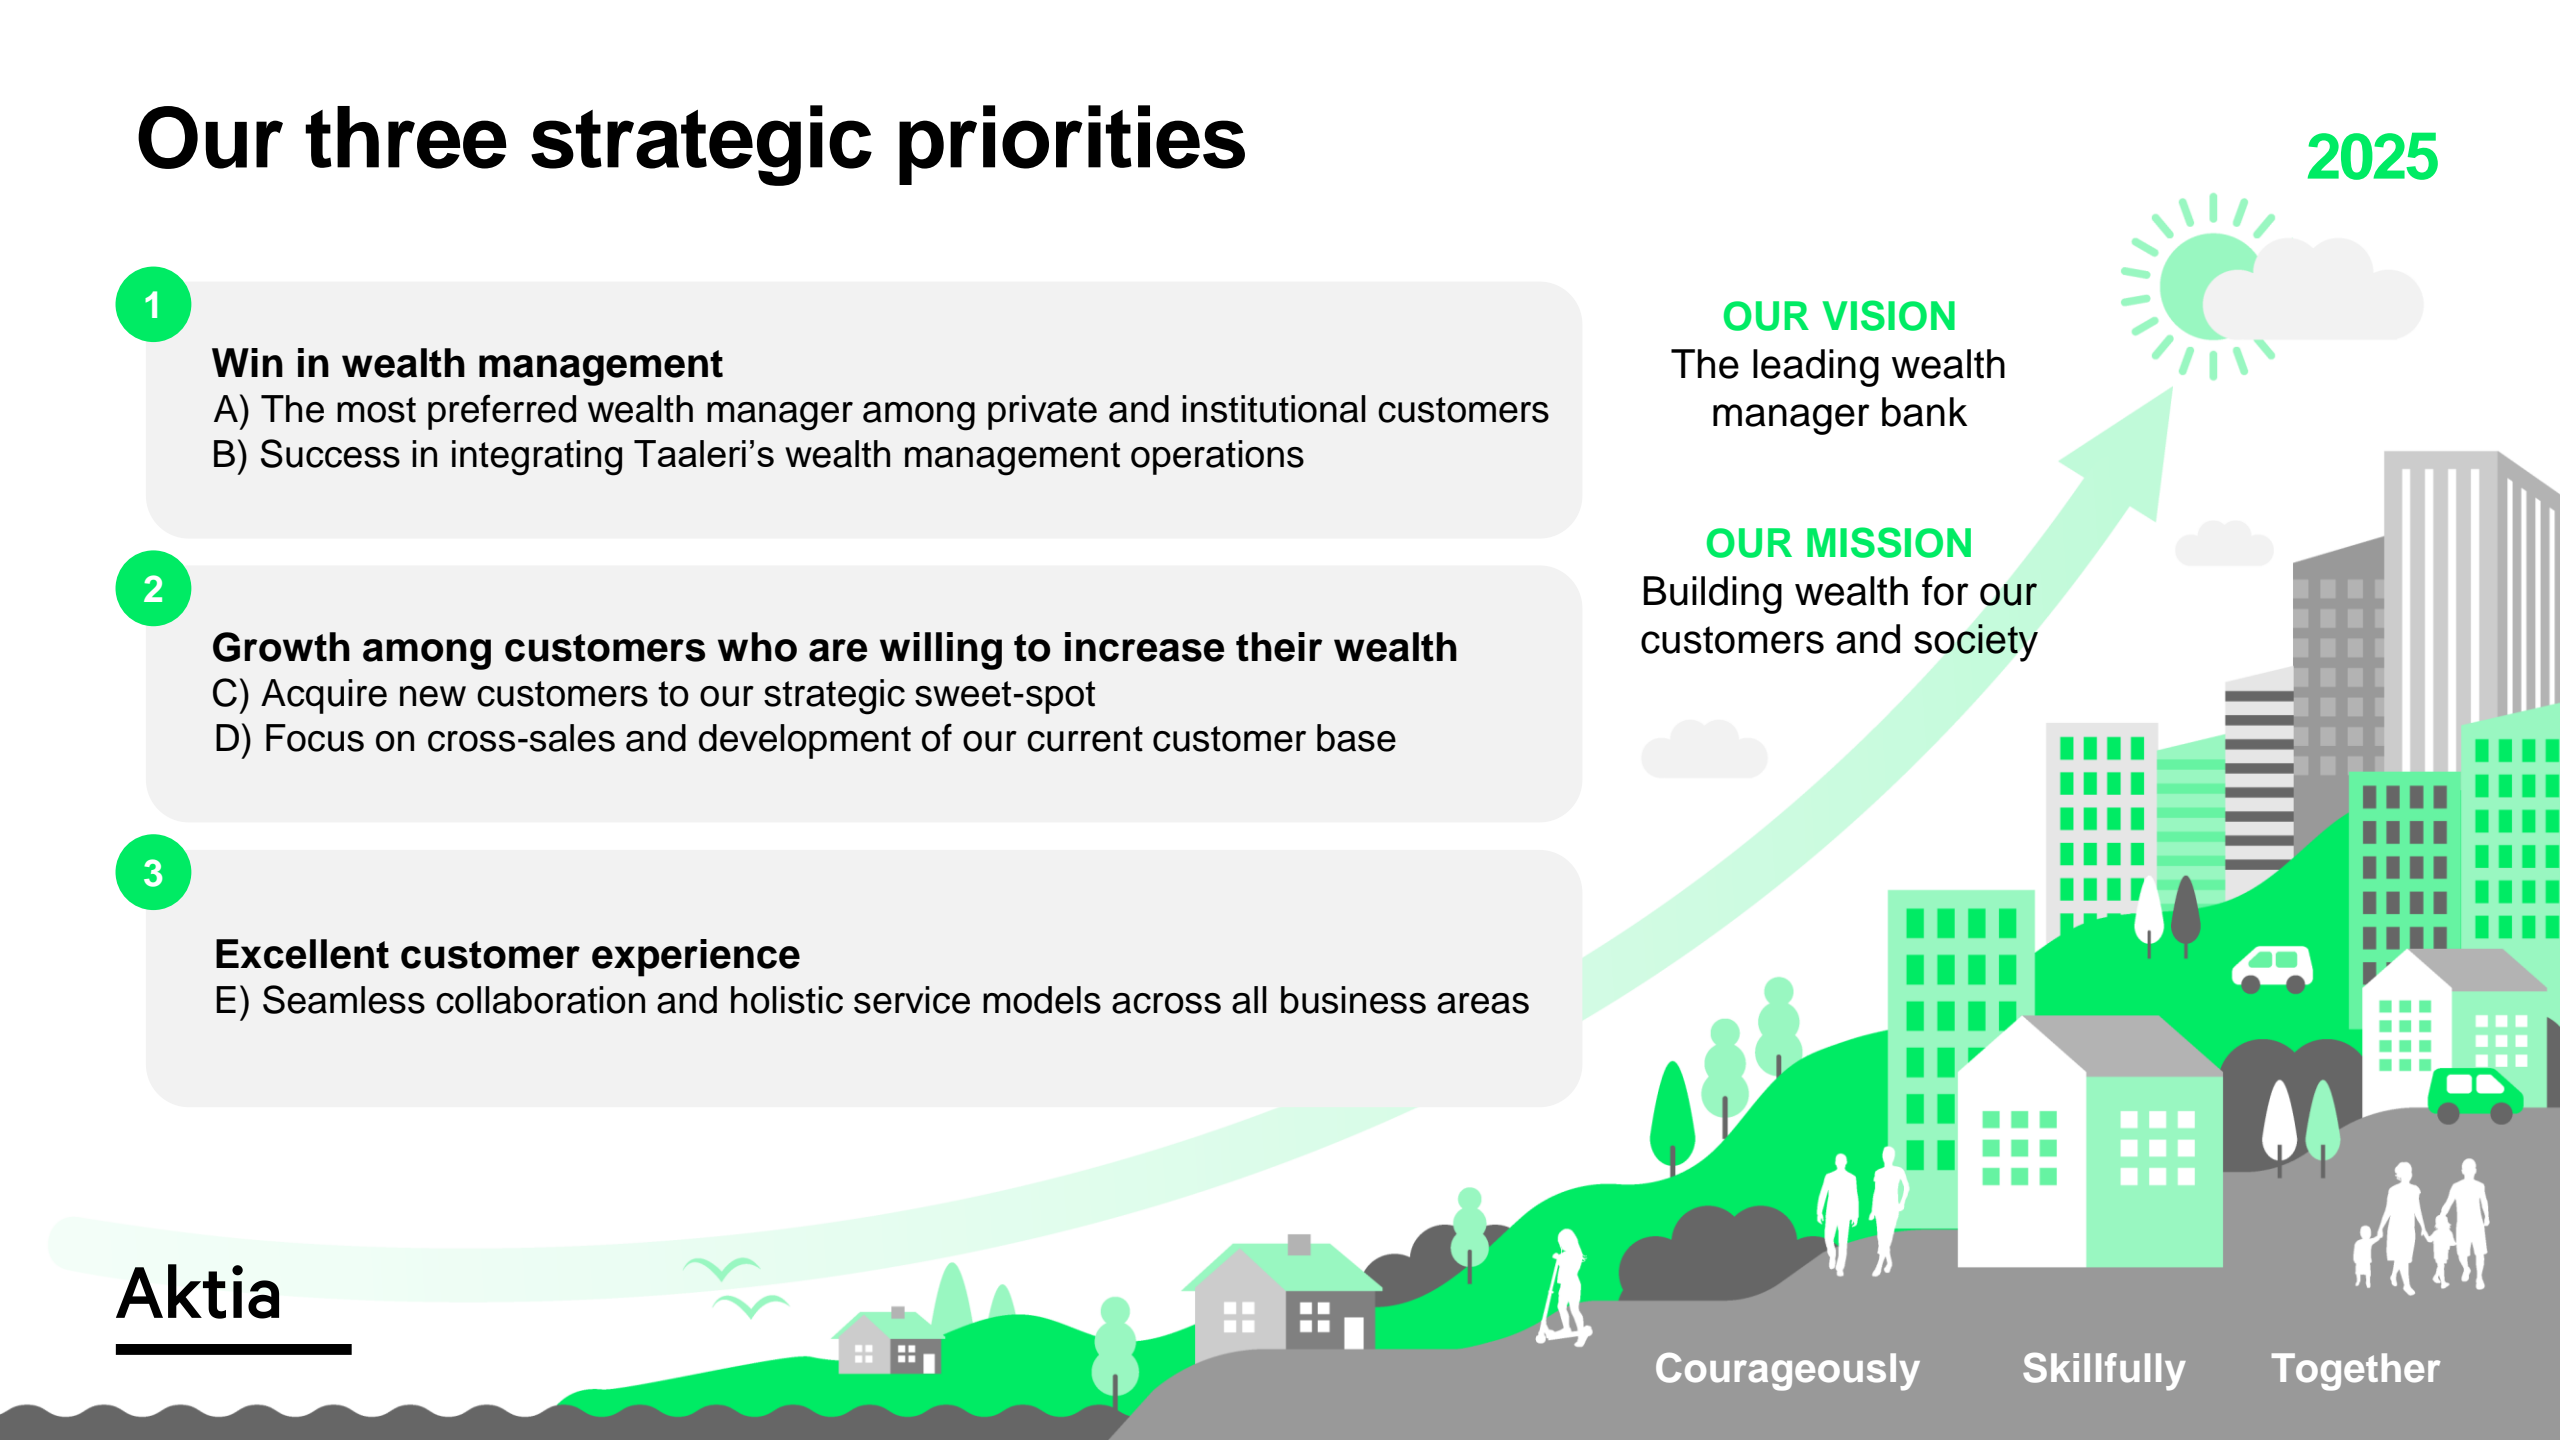 Our three strategic priorities
2025
1
Win in wealth management
A) The most preferred wealth manager among private and institutional customers
B) Success in integrating Taaleri’s wealth management operations
2
Growth among customers who are willing to increase their wealth
C) Acquire new customers to our strategic sweet-spot
D) Focus on cross-sales and development of our current customer base
3
Excellent customer experience
E) Seamless collaboration and holistic service models across all business areas
OUR VISION
The leading wealth
manager bank
OUR MISSION
Building wealth for our
customers and society
Aktia
Courageously Skillfully Together